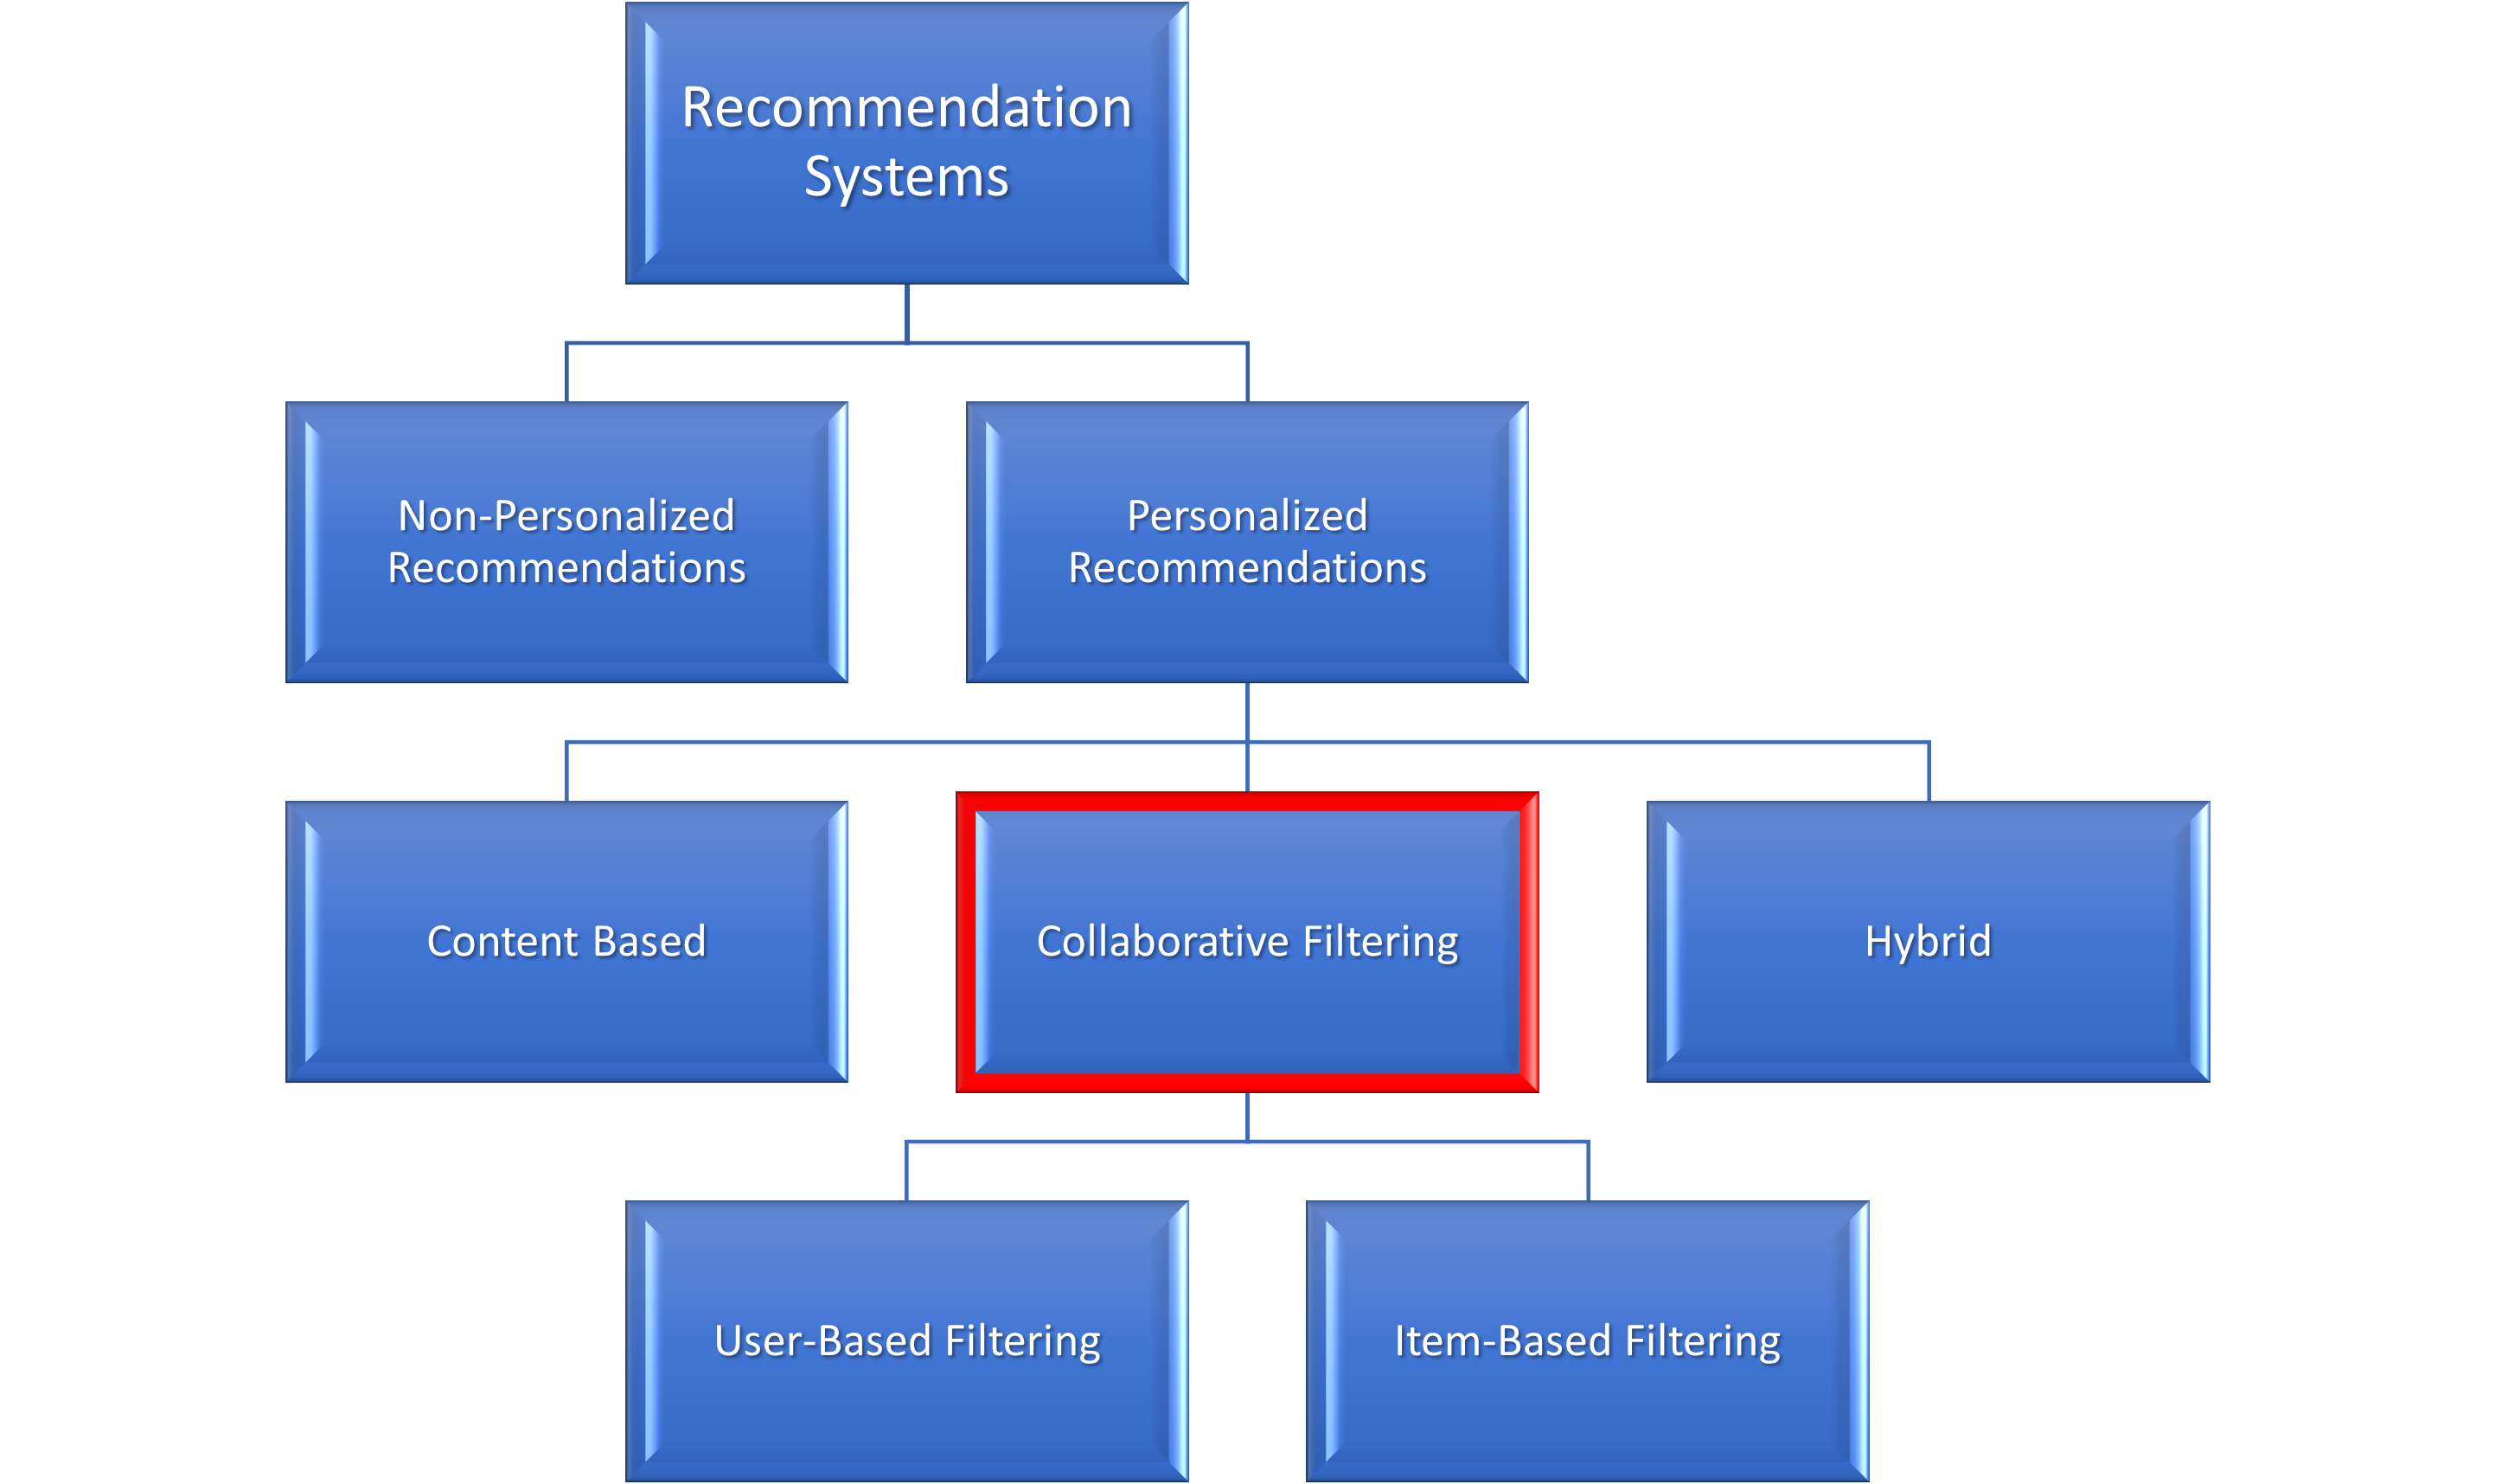 Recommendation
Systems
Non-Personalized
Recommendations
Personalized
Recommendations
Content Based
Collaborative Filtering
Hybrid
User-Based Filtering
Item-Based Filtering